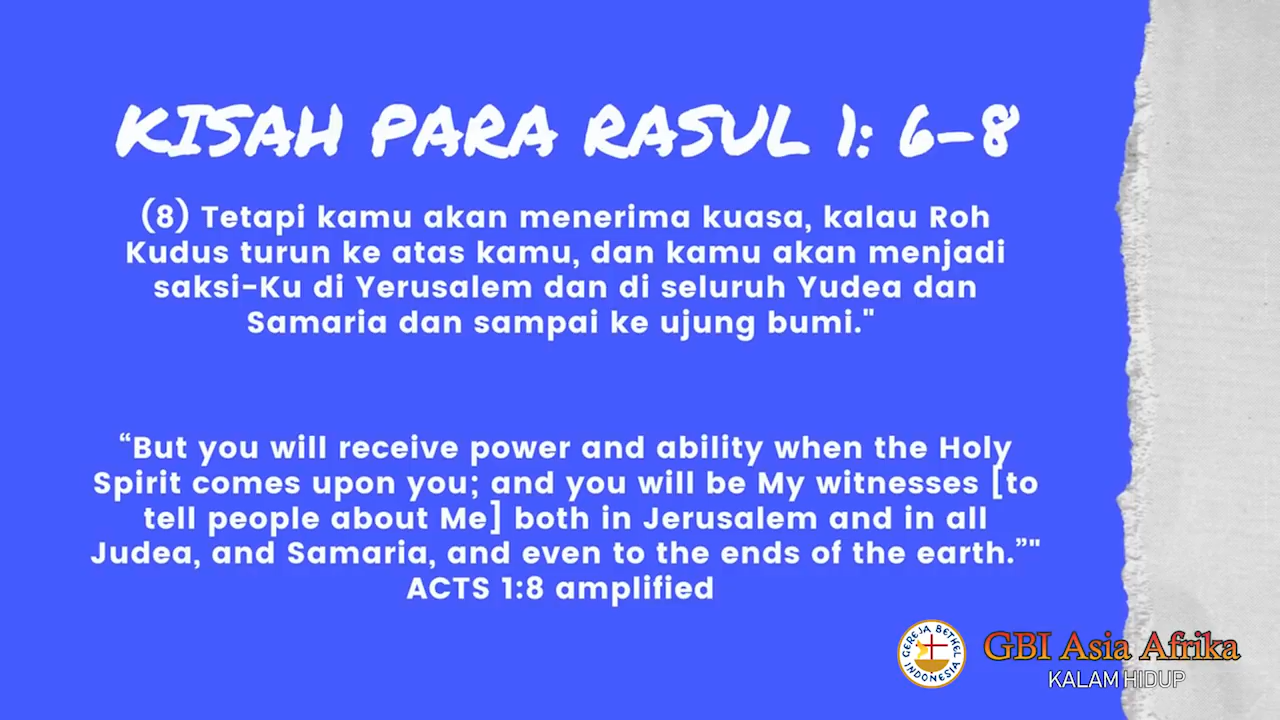 KISAH PARA RASUL 1: 6-8
(8) Tetapi kamu akan menerima kuasa, kalau Roh
Kudus turun ke atas kamu, dan kamu akan menjadi
saksi-Ku di Yerusalem dan di seluruh Yudea dan
Samaria dan sampai ke ujung bumi."
“But you will receive power and ability when the Holy
Spirit comes upon you; and you will be My witnesses [to
tell people about Me] both in Jerusalem and in all
Judea, and Samaria, and even to the ends of the earth.”"
ACTS 1:8 amplified
GEREJA BETHEL
INDONESIA
GBI Asia Afrika
KALAM HIDUP